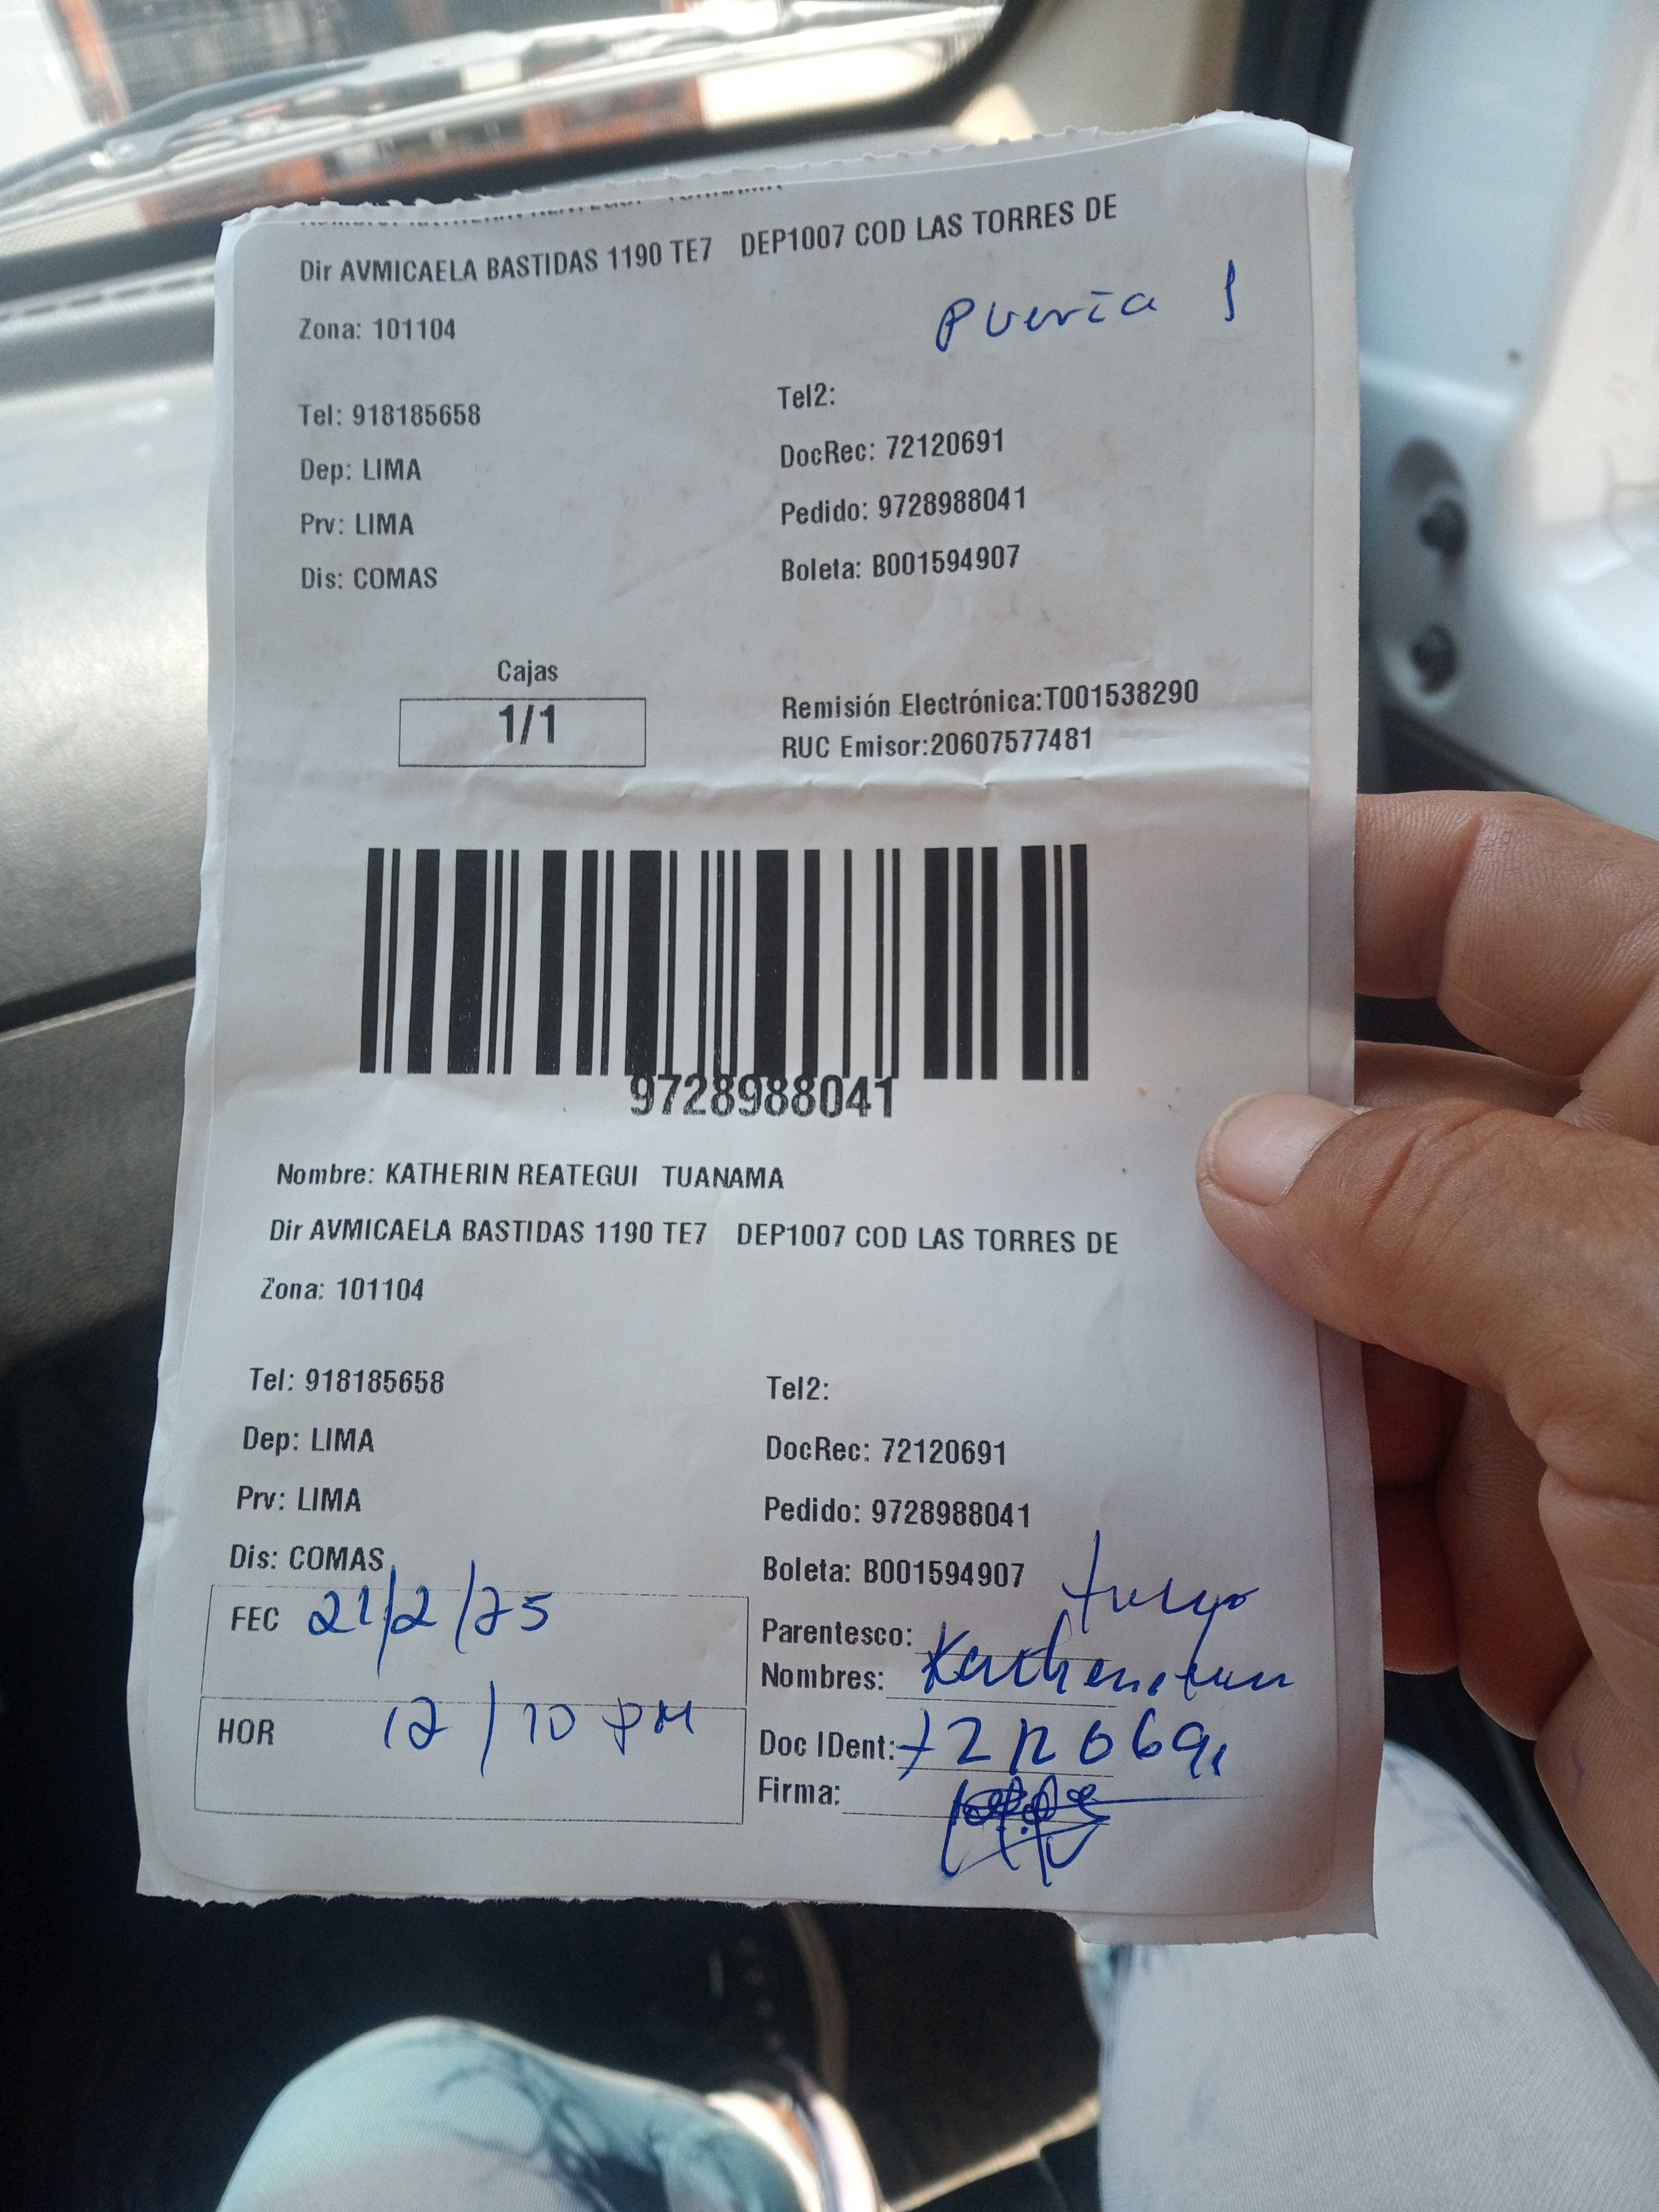 Dir AVMICAELA BASTIDAS 1190 TE7 DEP1007 COD LAS TORRES DE
Puerta 1
Zona: 101104
Tel: 918185658
Tel2:
Dep: LIMA
DocRec: 72120691
Prv: LIMA
Pedido: 9728988041
Dis: COMAS
Boleta: B001594907
Cajas
1/1
Remisión Electrónica:T001538290
RUC Emisor:20607577481
9728988041
Nombre: KATHERIN REATEGUI TUANAMA
Dir AVMICAELA BASTIDAS 1190 TE7 DEP1007 COD LAS TORRES DE
Zona: 101104
Tel: 918185658
Tel2:
Dep: LIMA
DocRec: 72120691
Prv: LIMA
Pedido: 9728988041
Dis: COMAS
Boleta: B001594907
FEC 21/2/25
Parentesco:
Nombres:
HOR 12/10 PM
Doc IDent: 72120691
Firma: